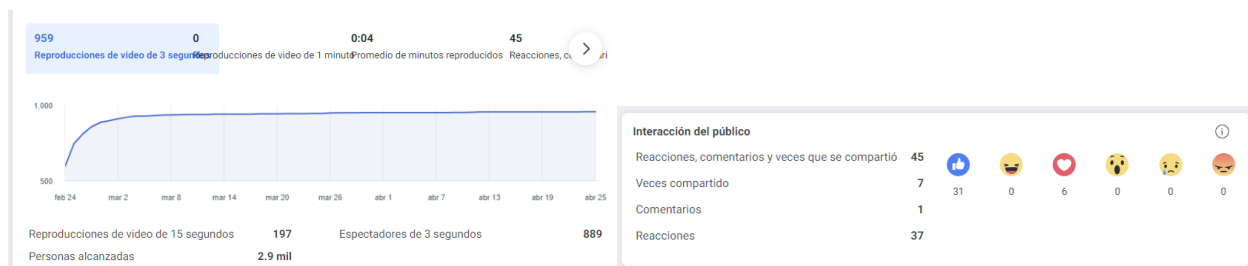 959
0
0:04
45
Reproducciones de video de 3 segundos
Reproducciones de video de 1 minuto
Promedio de minutos reproducidos
Reacciones,
1,000
500
feb 24 mar 2 mar 8 mar 14 mar 20 mar 26 abr 1 abr 7 abr 13 abr 19 abr 25
Reproducciones de video de 15 segundos 197
Espectadores de 3 segundos 889
Personas alcanzadas 2.9 mil
Interacción del público
Reacciones, comentarios y veces que se compartió 45
31 0 6 0 0 0
Veces compartido 7
Comentarios 1
Reacciones 37